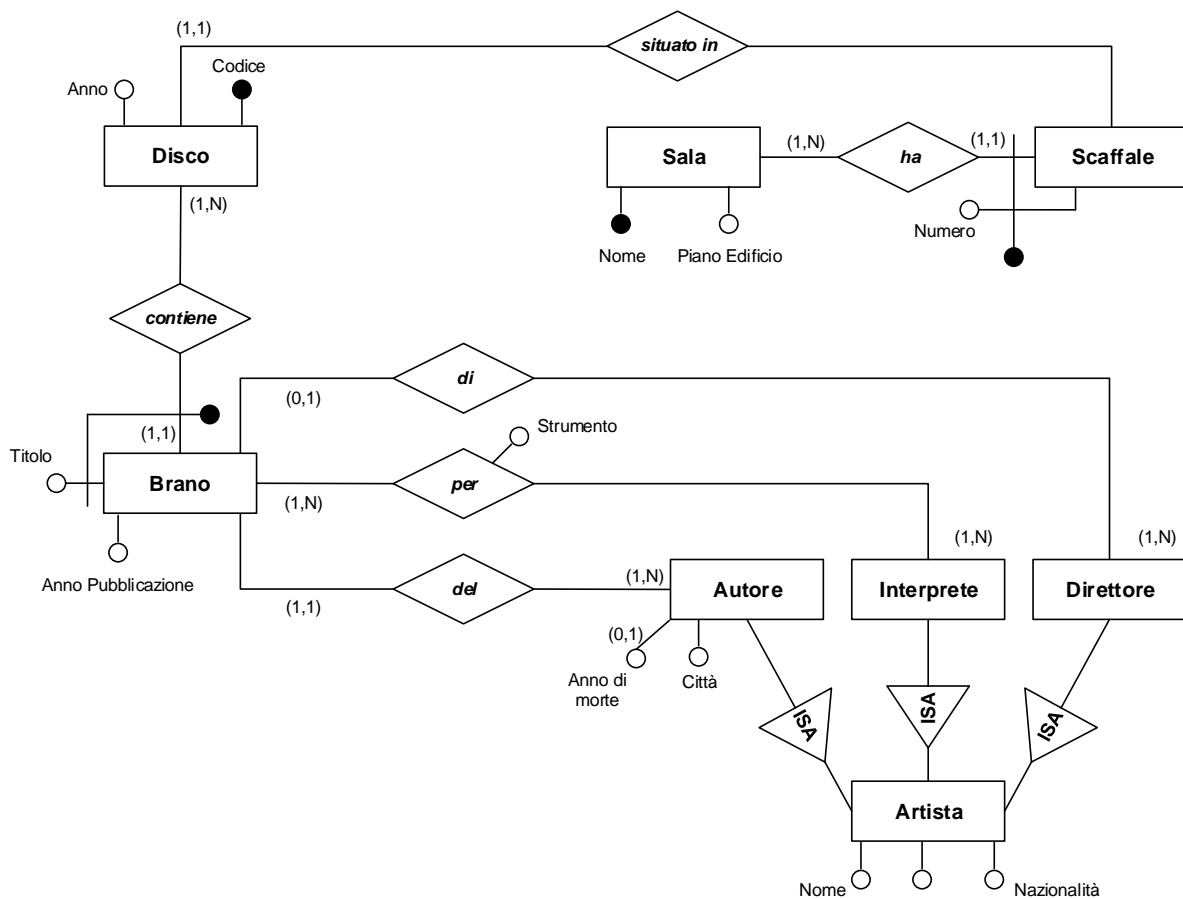 (1,1)
situato in
Codice
Anno
Disco
Sala
(1,N)
ha
(1,1)
Scaffale
(1,N)
Numero
Nome
Piano Edificio
contiene
di
(0,1)
Strumento
(1,1)
Titolo
Brano
per
(1,N)
(1,N)
(1,N)
Anno Pubblicazione
del
(1,N)
Autore
Interprete
Direttore
(1,1)
(0,1)
Anno di
morte
Città
ISA
ISA
ISA
Artista
Nome
Nazionalità